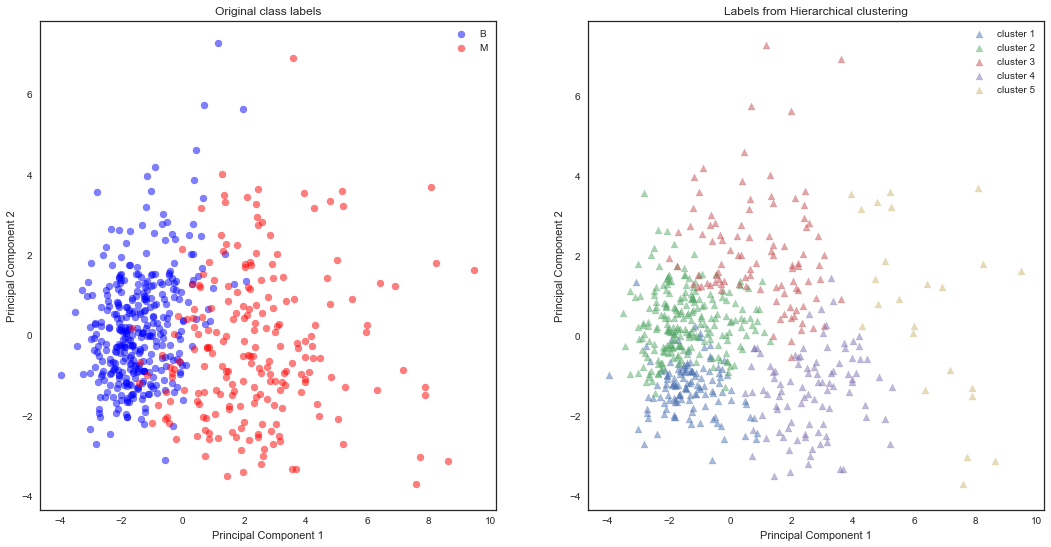 Original class labels
B
M
6
4
2
0
−2
−4
Principal Component 2
−4
−2
0
2
4
6
8
10
Principal Component 1
Labels from Hierarchical clustering
cluster 1
cluster 2
cluster 3
cluster 4
cluster 5
6
4
2
0
−2
−4
Principal Component 2
−4
−2
0
2
4
6
8
10
Principal Component 1